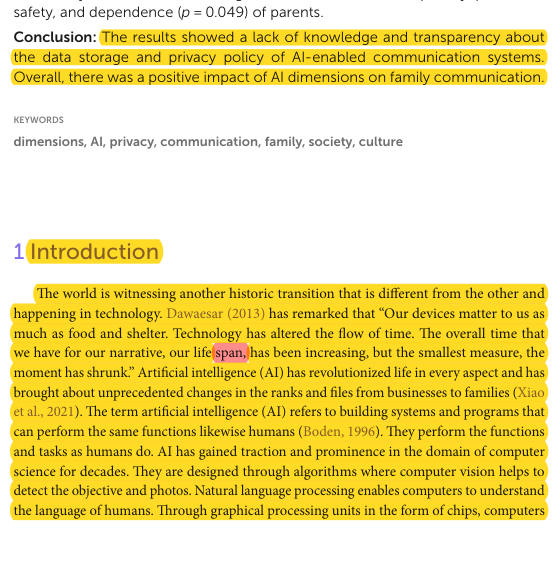 safety, and dependence (p = 0.049) of parents.
Conclusion: The results showed a lack of knowledge and transparency about
the data storage and privacy policy of AI-enabled communication systems.
Overall, there was a positive impact of AI dimensions on family communication.
KEYWORDS
dimensions, AI, privacy, communication, family, society, culture
1 Introduction
The world is witnessing another historic transition that is different from the other and
happening in technology. Dawaesar (2013) has remarked that “Our devices matter to us as
much as food and shelter. Technology has altered the flow of time. The overall time that
we have for our narrative, our life span, has been increasing, but the smallest measure, the
moment has shrunk.” Artificial intelligence (AI) has revolutionized life in every aspect and has
brought about unprecedented changes in the ranks and files from businesses to families (Xiao
et al., 2021). The term artificial intelligence (AI) refers to building systems and programs that
can perform the same functions likewise humans (Boden, 1996). They perform the functions
and tasks as humans do. AI has gained traction and prominence in the domain of computer
science for decades. They are designed through algorithms where computer vision helps to
detect the objective and photos. Natural language processing enables computers to understand
the language of humans. Through graphical processing units in the form of chips, computers